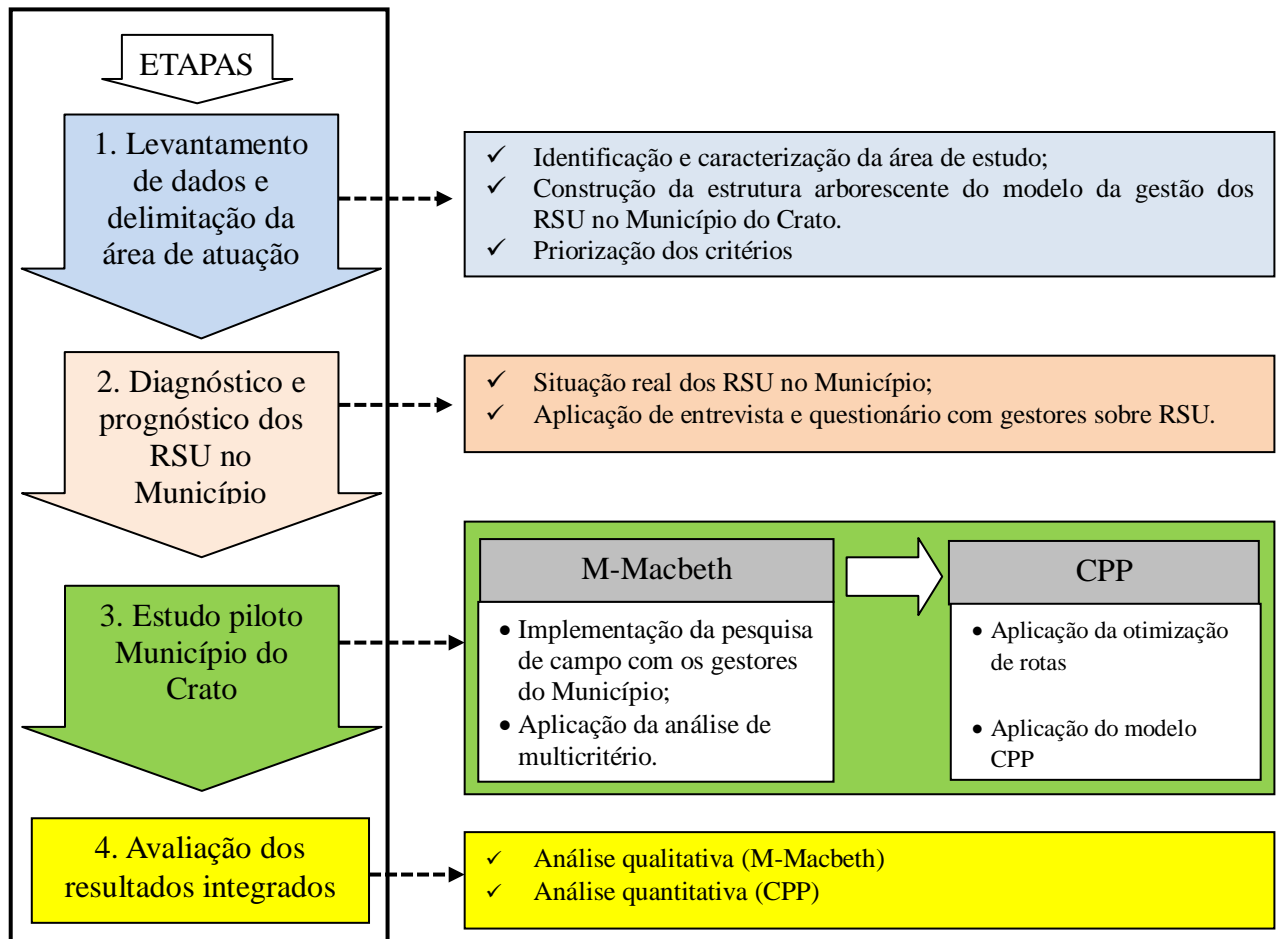 ETAPAS
1. Levantamento
de dados e
delimitação da
área de atuação
✓ Identificação e caracterização da área de estudo;
✓ Construção da estrutura arborescente do modelo da gestão dos
RSU no Município do Crato.
✓ Priorização dos critérios
2. Diagnóstico e
prognóstico dos
RSU no
Município
✓ Situação real dos RSU no Município;
✓ Aplicação de entrevista e questionário com gestores sobre RSU.
3. Estudo piloto
Município do
Crato
M-Macbeth
• Implementação da pesquisa
de campo com os gestores
do Município;
• Aplicação da análise de
multicritério.
CPP
• Aplicação da otimização
de rotas
• Aplicação do modelo
CPP
4. Avaliação dos
resultados integrados
✓ Análise qualitativa (M-Macbeth)
✓ Análise quantitativa (CPP)